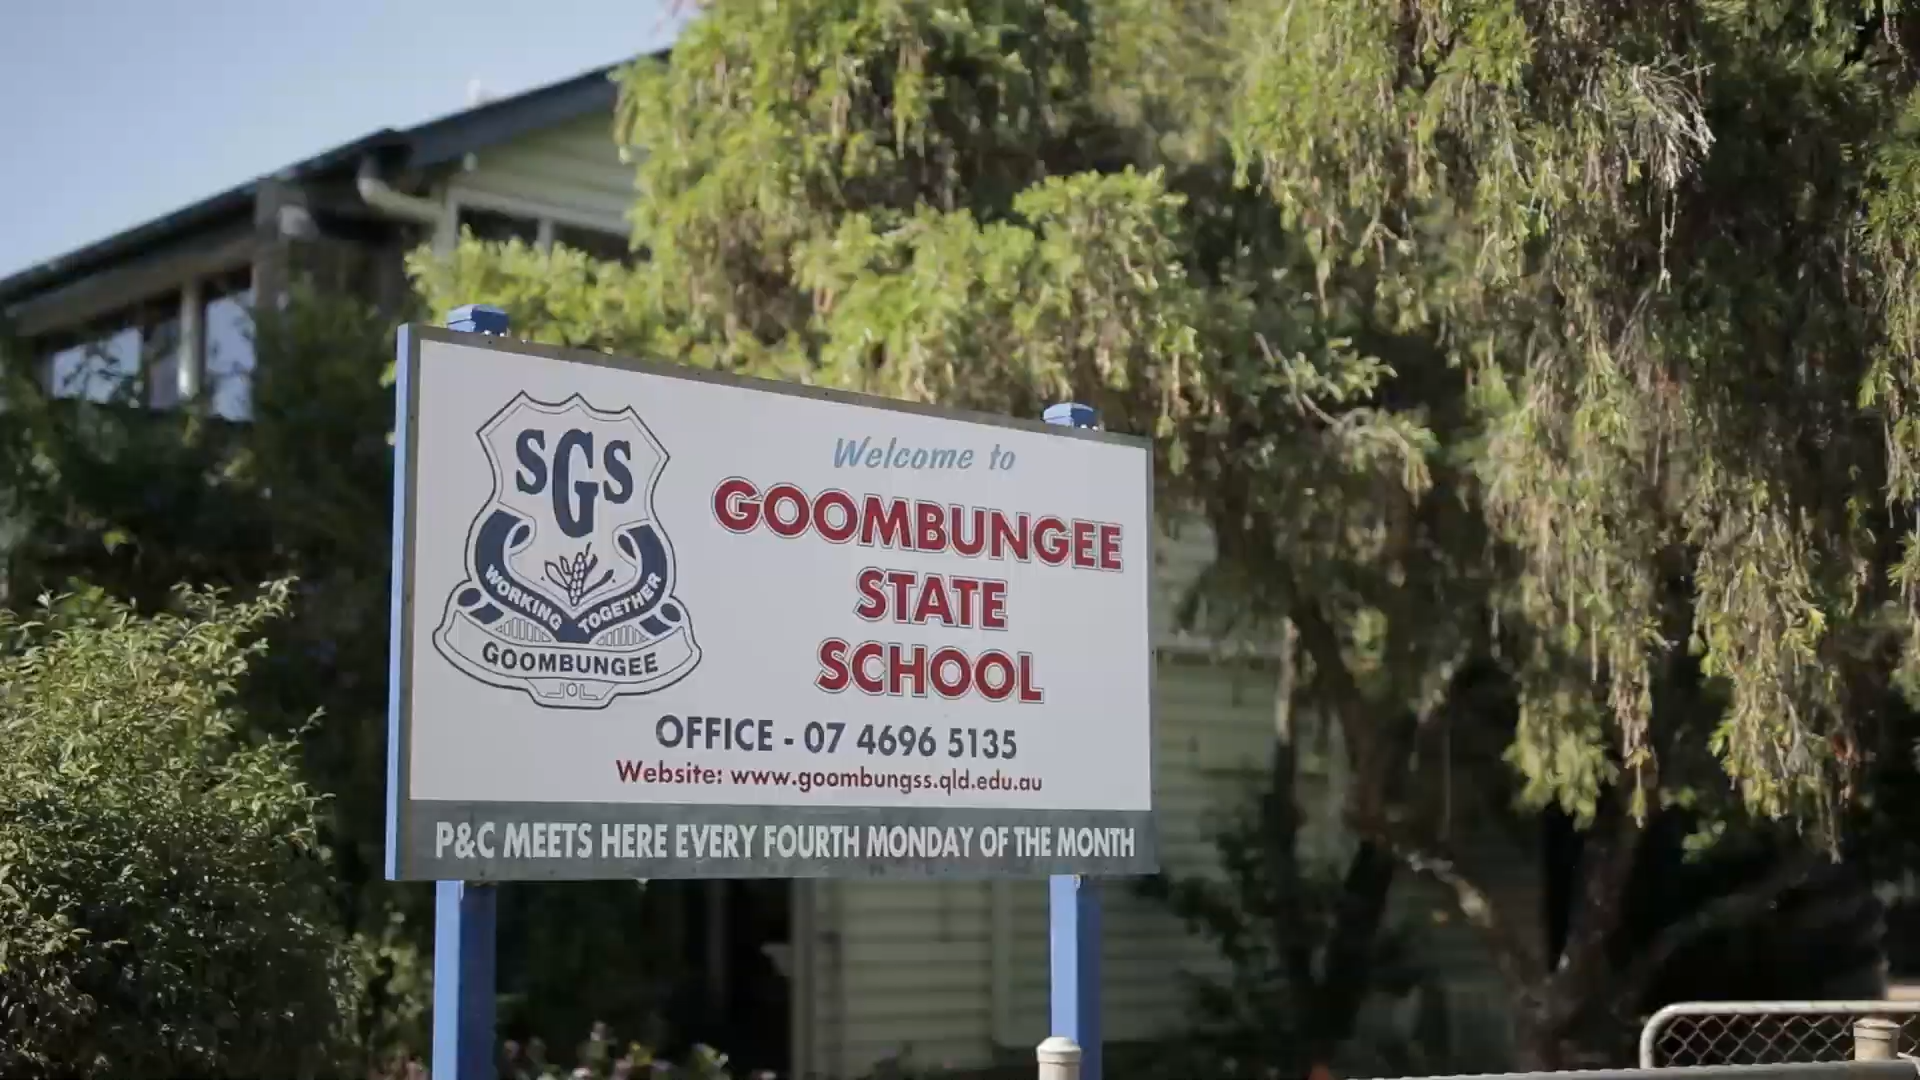 SGS
WORKING TOGETHER
GOOMBUNGEE
Welcome to
GOOMBUNGEE
STATE
SCHOOL
OFFICE - 07 4696 5135
Website: www.goombungss.qld.edu.au
P&C MEETS HERE EVERY FOURTH MONDAY OF THE MONTH